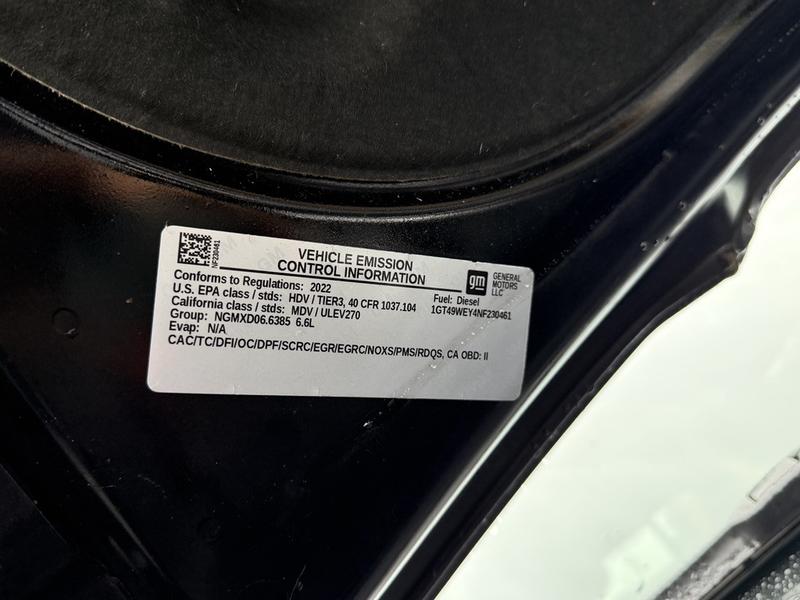 NF230461
VEHICLE EMISSION
CONTROL INFORMATION
gm
GENERAL
MOTORS
LLC
Conforms to Regulations: 2022
U.S. EPA class / stds: HDV / TIER3, 40 CFR 1037.104
Fuel: Diesel
California class / stds: MDV / ULEV270
1GT49WEY4NF230461
Group: NGMXD06.6385 6.6L
Evap: N/A
CAC/TC/DFI/OC/DPF/SCRC/EGR/EGRC/NOXS/PMS/RDQS, CA OBD: II